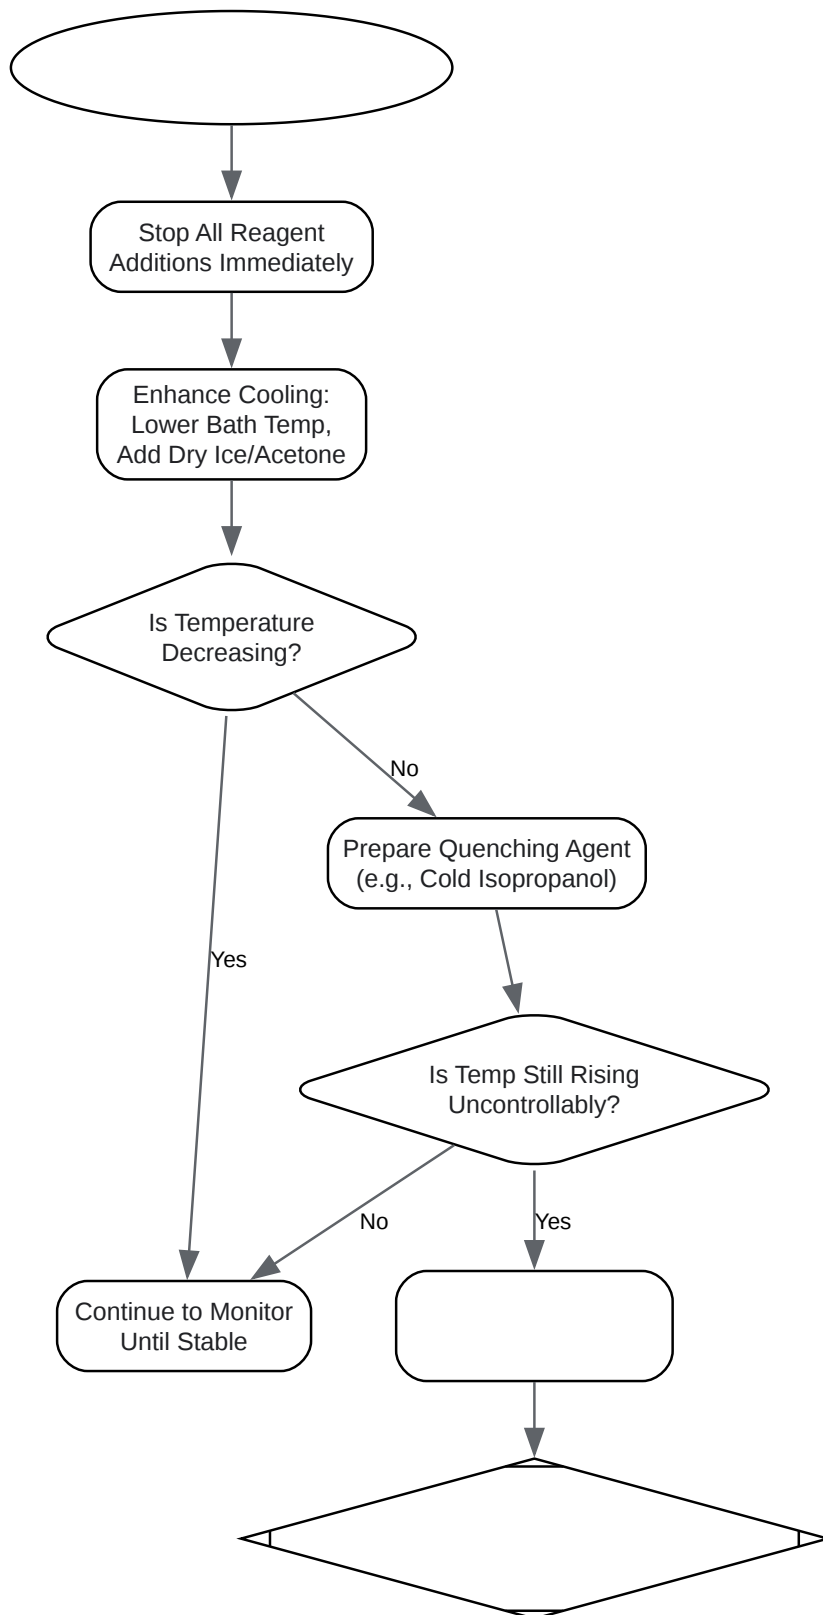 Stop All Reagent
Additions Immediately
Enhance Cooling:
Lower Bath Temp,
Add Dry Ice/Acetone
Is Temperature
Decreasing?
No
Prepare Quenching Agent
(e.g., Cold Isopropanol)
Yes
Is Temp Still Rising
Uncontrollably?
No
Yes
Continue to Monitor
Until Stable